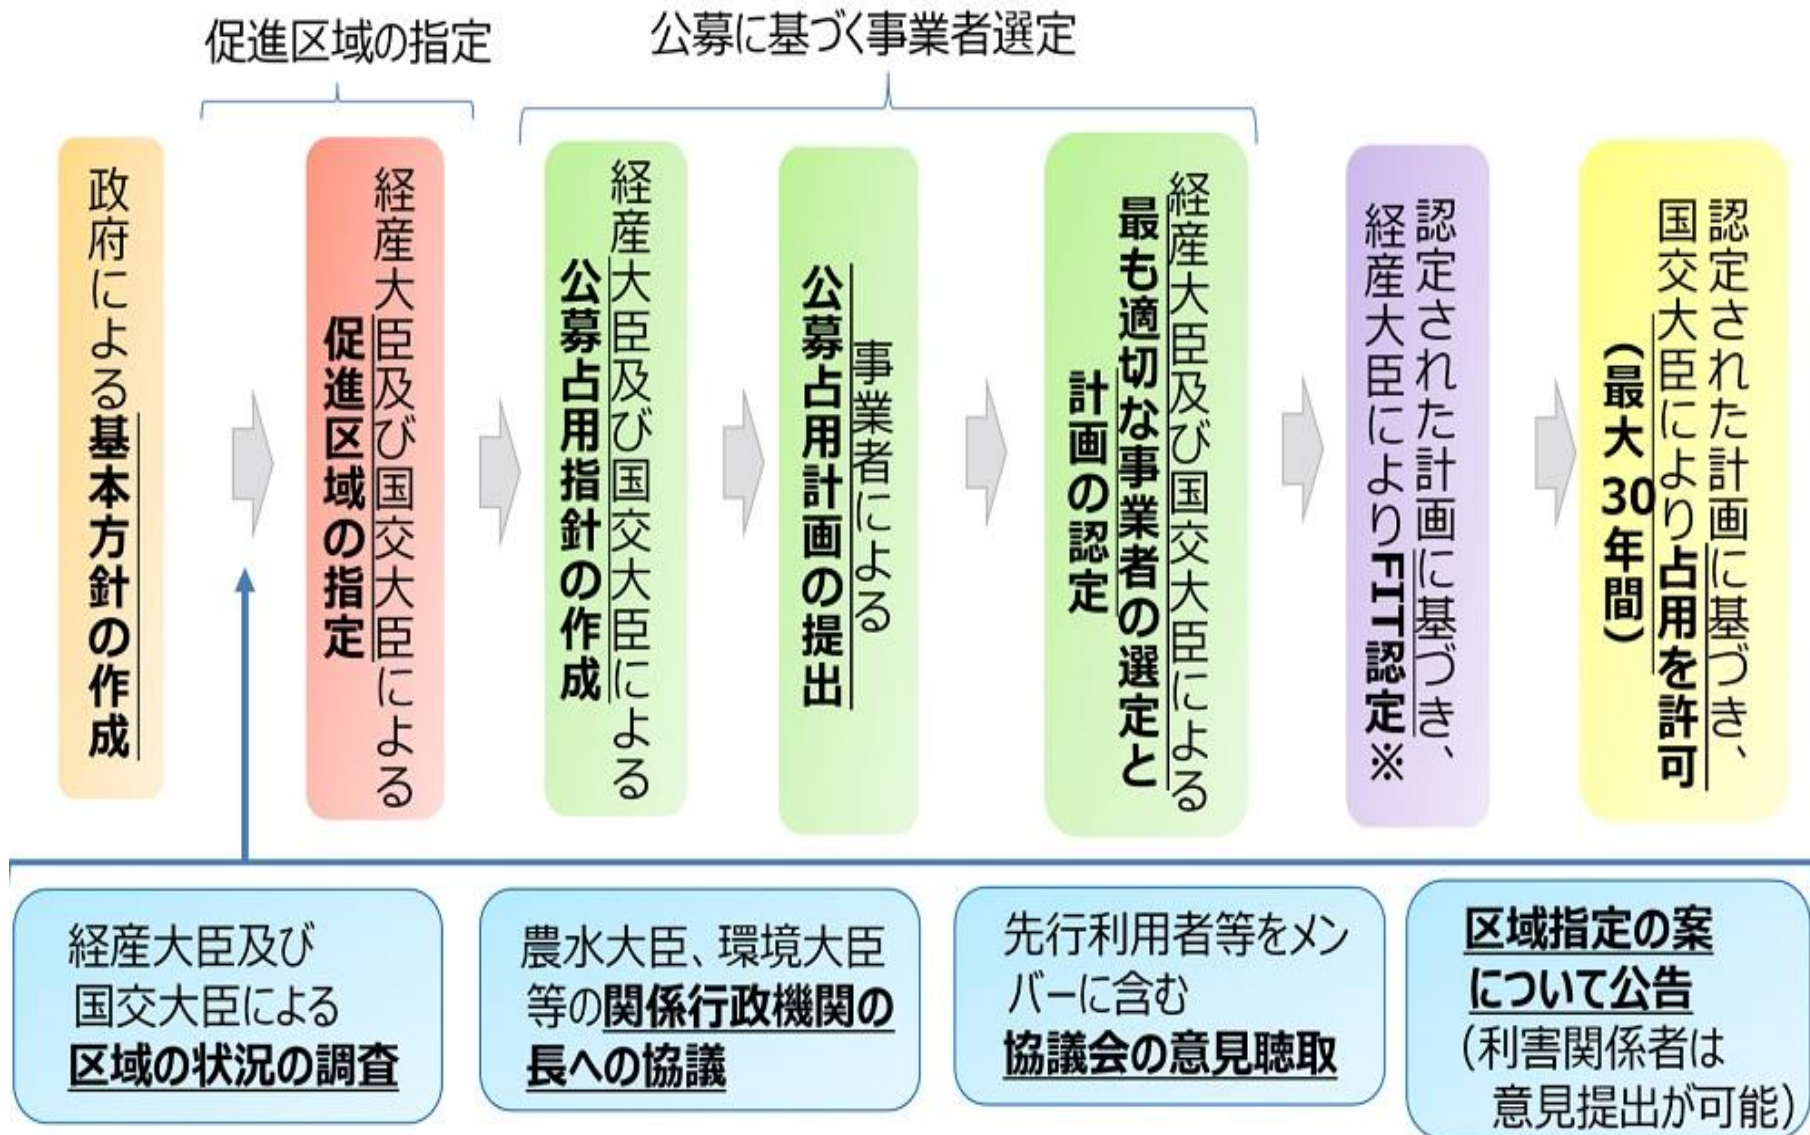 促進区域の指定
公募に基づく事業者選定
政府による基本方針の作成
経産大臣及び国交大臣による
促進区域の指定
経産大臣及び国交大臣による
公募占用指針の作成
事業者による
公募占用計画の提出
経産大臣及び国交大臣による
最も適切な事業者の選定と
計画の認定
認定された計画に基づき、
経産大臣によりFIT認定※
認定された計画に基づき、
国交大臣により占用を許可
(最大30年間)
経産大臣及び
国交大臣による
区域の状況の調査
農水大臣、環境大臣
等の関係行政機関の
長への協議
先行利用者等をメン
バーに含む
協議会の意見聴取
区域指定の案
について公告
(利害関係者は
意見提出が可能)